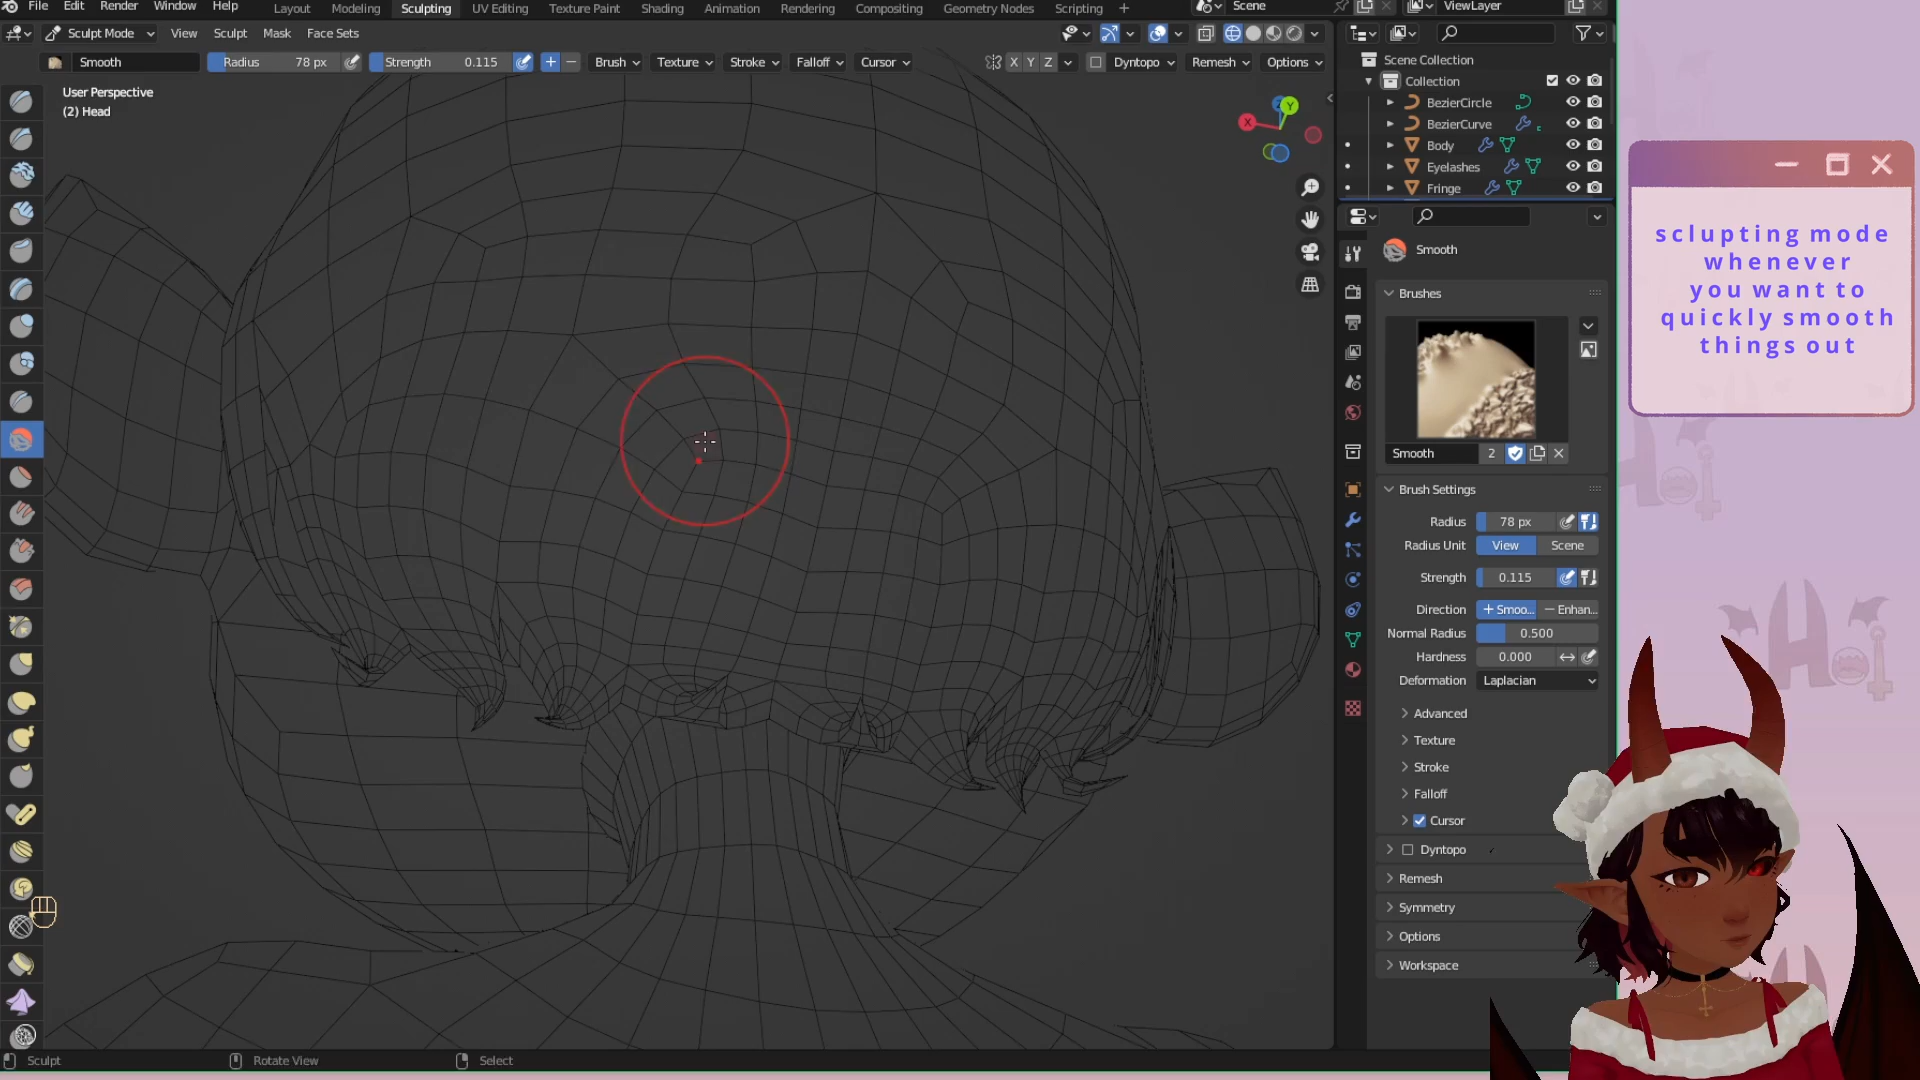 File Edit Render Window Help Layout Modeling Sculpting UV Editing Texture Paint Shading Animation Rendering Compositing Geometry Nodes Scripting + Scene ViewLayer
Sculpt Mode View Sculpt Mask Face Sets
Smooth Radius 78 px Strength 0.115 Brush Texture Stroke Falloff Cursor X Y Z Dyntopo Remesh Options
User Perspective
(2) Head
X
Y
Z
Scene Collection
Collection
BezierCircle
BezierCurve
Body
Eyelashes
Fringe
Smooth
Brushes
Smooth 2
Brush Settings
Radius 78 px
Radius Unit View Scene
Strength 0.115
Direction + Smoo... — Enhan...
Normal Radius 0.500
Hardness 0.000
Deformation Laplacian
Advanced
Texture
Stroke
Falloff
Cursor
Dyntopo
Remesh
Symmetry
Options
Workspace
Sculpt Rotate View Select
sclupting mode
whenever
you want to
quickly smooth
things out